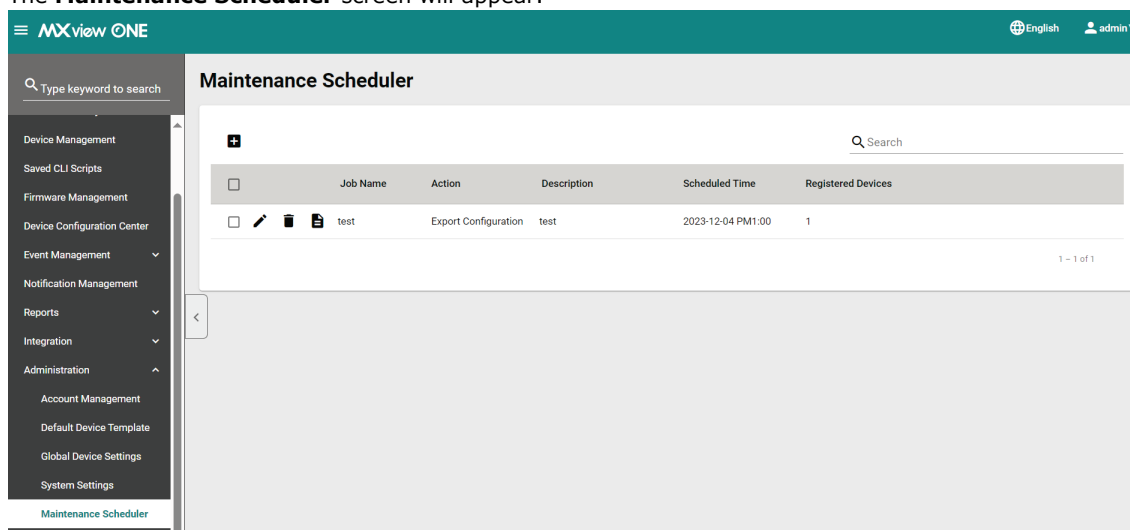 The Maintenance Scheduler screen will appear.
MXview ONE
English
admin
Type keyword to search
Maintenance Scheduler
Search
Job Name Action Description Scheduled Time Registered Devices
test Export Configuration test 2023-12-04 PM1:00 1
1 – 1 of 1
Device Management
Saved CLI Scripts
Firmware Management
Device Configuration Center
Event Management
Notification Management
Reports
Integration
Administration
Account Management
Default Device Template
Global Device Settings
System Settings
Maintenance Scheduler